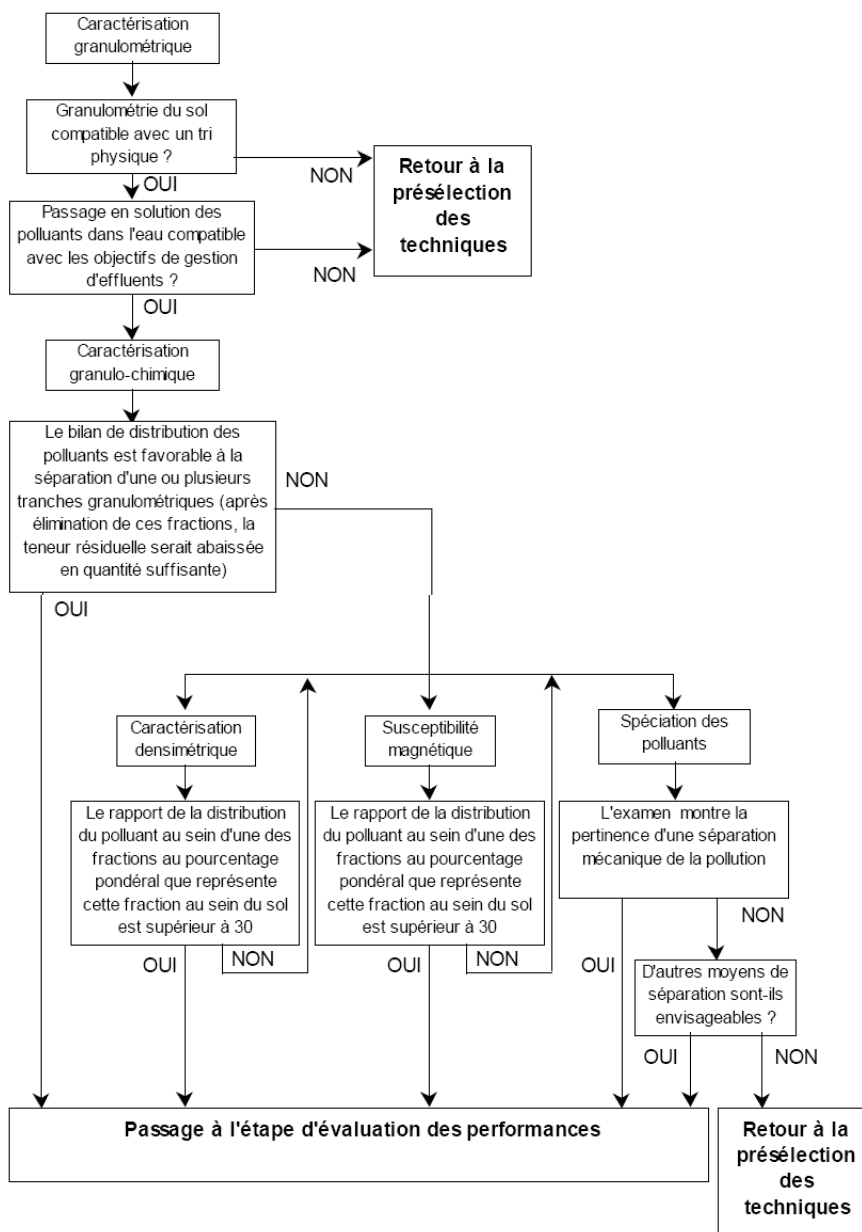 Caractérisation
granulométrique
Granulométrie du sol
compatible avec un tri
physique ?
NON
OUI
Retour à la
présélection
des
techniques
Passage en solution des
polluants dans l'eau compatible
avec les objectifs de gestion
d'effluents ?
NON
OUI
Caractérisation
granulo-chimique
Le bilan de distribution des
polluants est favorable à la
séparation d'une ou plusieurs
tranches granulométriques (après
élimination de ces fractions, la
teneur résiduelle serait abaissée
en quantité suffisante)
NON
OUI
Caractérisation
densimétrique
Susceptibilité
magnétique
Spéciation des
polluants
Le rapport de la distribution
du polluant au sein d'une des
fractions au pourcentage
pondéral que représente
cette fraction au sein du sol
est supérieur à 30
Le rapport de la distribution
du polluant au sein d'une des
fractions au pourcentage
pondéral que représente
cette fraction au sein du sol
est supérieur à 30
L'examen montre la
pertinence d'une séparation
mécanique de la pollution
OUI
NON
OUI
NON
OUI
NON
D'autres moyens de
séparation sont-ils
envisageables ?
OUI
NON
Passage à l'étape d'évaluation des performances
Retour à la
présélection
des
techniques